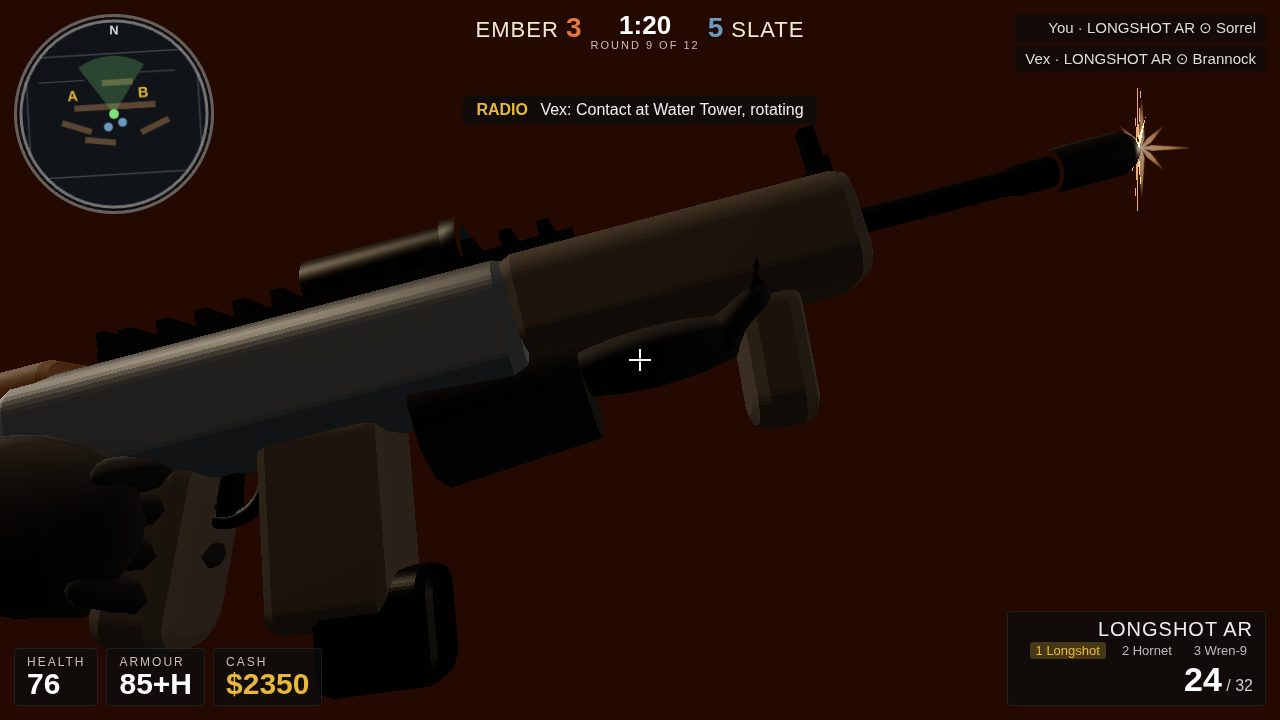 N
A
B
EMBER 3 1:20 5 SLATE
ROUND 9 OF 12
You · LONGSHOT AR ⊙ Sorrel
Vex · LONGSHOT AR ⊙ Brannock
RADIO Vex: Contact at Water Tower, rotating
HEALTH
76
ARMOUR
85+H
CASH
$2350
LONGSHOT AR
1 Longshot 2 Hornet 3 Wren-9
24 / 32